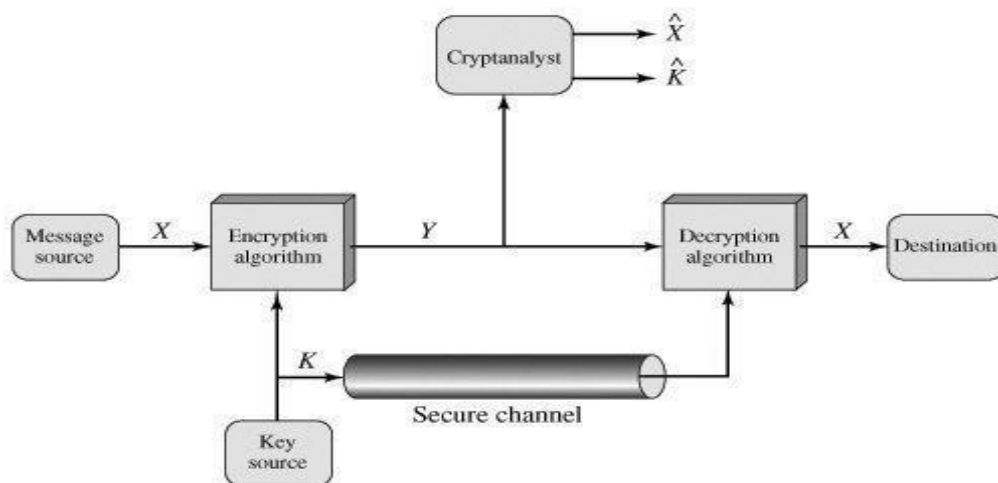 X̂
Cryptanalyst
K̂
Message
source
X
Encryption
algorithm
Y
Decryption
algorithm
X
Destination
K
Secure channel
Key
source